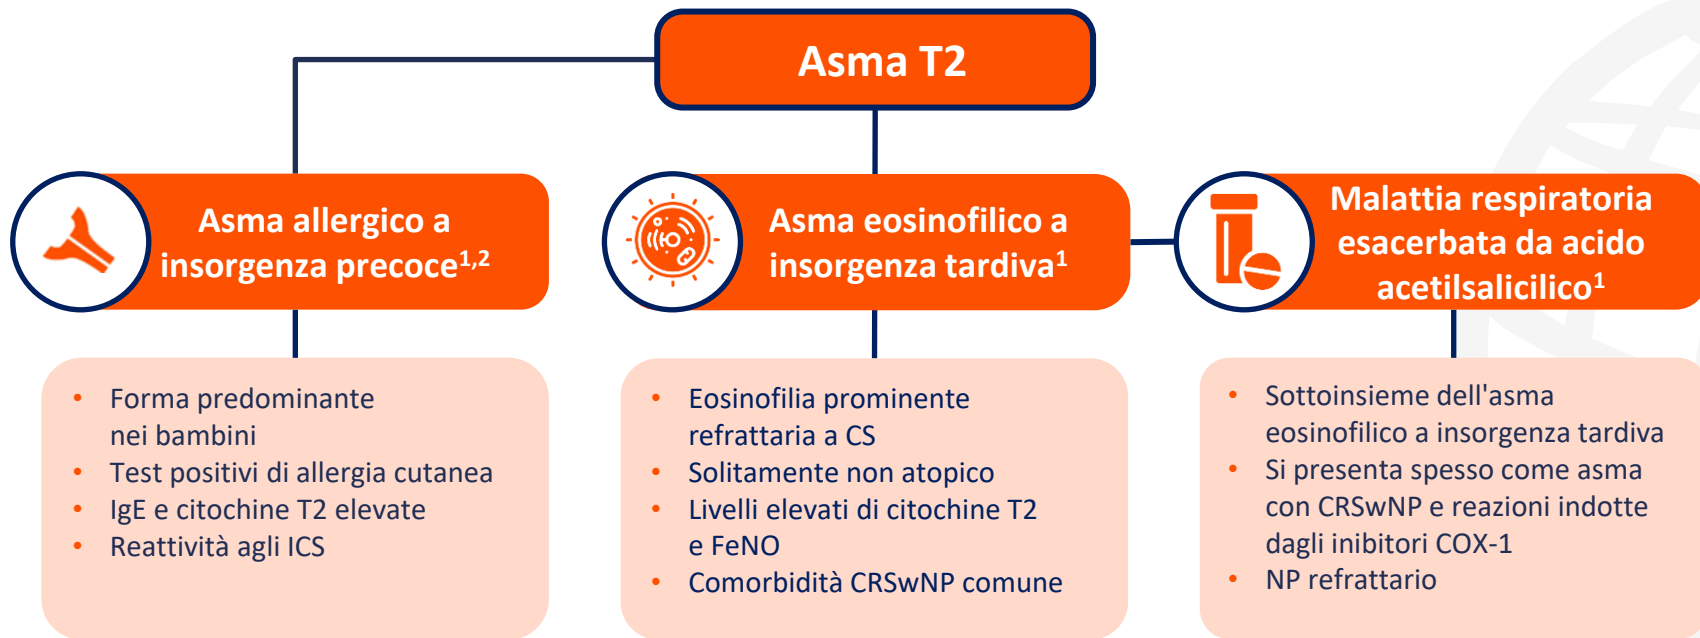 Asma T2
Asma allergico a
insorgenza precoce1,2
• Forma predominante
nei bambini
• Test positivi di allergia cutanea
• IgE e citochine T2 elevate
• Reattività agli ICS
Asma eosinofilico a
insorgenza tardiva1
• Eosinofilia prominente
refrattaria a CS
• Solitamente non atopico
• Livelli elevati di citochine T2
e FeNO
• Comorbidità CRSwNP comune
Malattia respiratoria
esacerbata da acido
acetilsalicilico1
• Sottoinsieme dell'asma
eosinofilico a insorgenza tardiva
• Si presenta spesso come asma
con CRSwNP e reazioni indotte
dagli inibitori COX-1
• NP refrattario